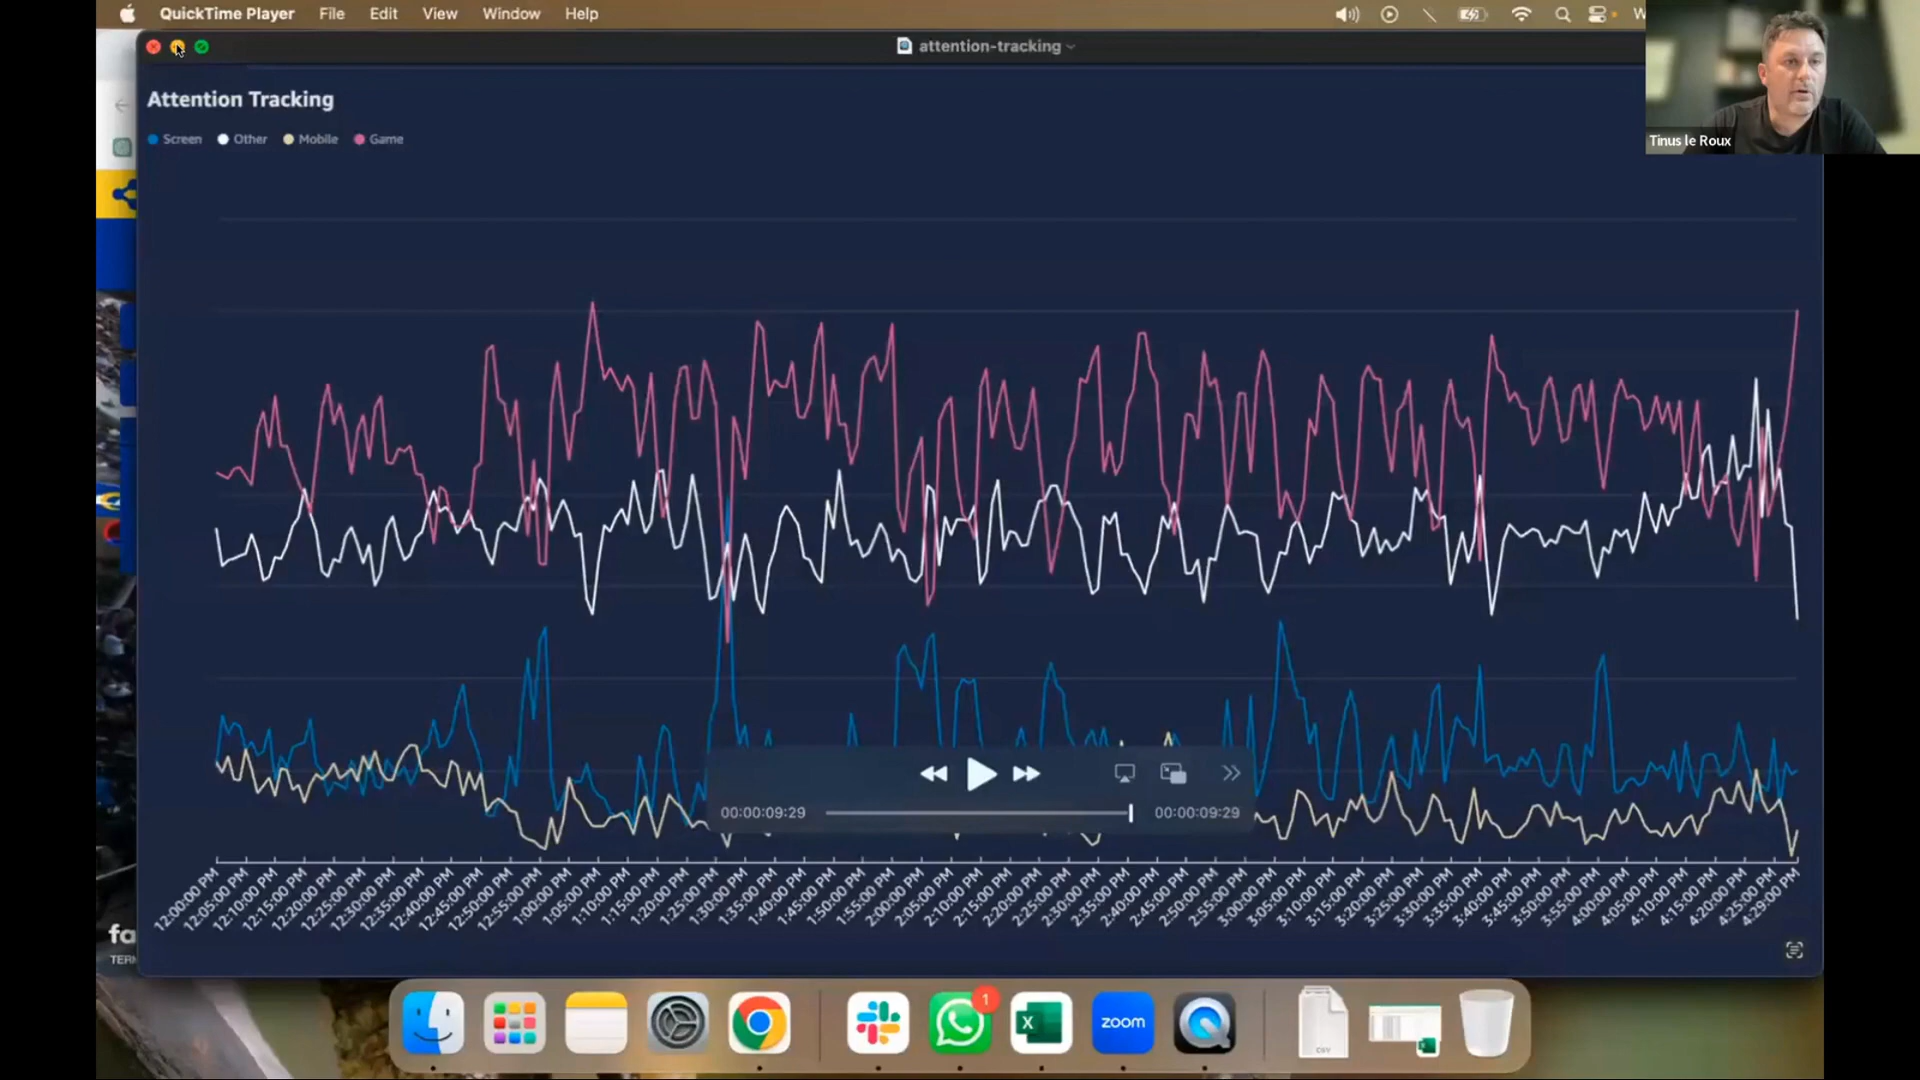 QuickTime Player File Edit View Window Help W
attention-tracking
Attention Tracking
Screen Other Mobile Game
Tinus le Roux
00:00:09:29 00:00:09:29
12:00:00 PM 12:05:00 PM 12:10:00 PM 12:15:00 PM 12:20:00 PM 12:25:00 PM 12:30:00 PM 12:35:00 PM 12:40:00 PM 12:45:00 PM 12:50:00 PM 12:55:00 PM 1:00:00 PM 1:05:00 PM 1:10:00 PM 1:15:00 PM 1:20:00 PM 1:25:00 PM 1:30:00 PM 1:35:00 PM 1:40:00 PM 1:45:00 PM 1:50:00 PM 1:55:00 PM 2:00:00 PM 2:05:00 PM 2:10:00 PM 2:15:00 PM 2:20:00 PM 2:25:00 PM 2:30:00 PM 2:35:00 PM 2:40:00 PM 2:45:00 PM 2:50:00 PM 2:55:00 PM 3:00:00 PM 3:05:00 PM 3:10:00 PM 3:15:00 PM 3:20:00 PM 3:25:00 PM 3:30:00 PM 3:35:00 PM 3:40:00 PM 3:45:00 PM 3:50:00 PM 3:55:00 PM 4:00:00 PM 4:05:00 PM 4:10:00 PM 4:15:00 PM 4:20:00 PM 4:25:00 PM 4:29:00 PM
fa
TERM
1
X
zoom
CSV